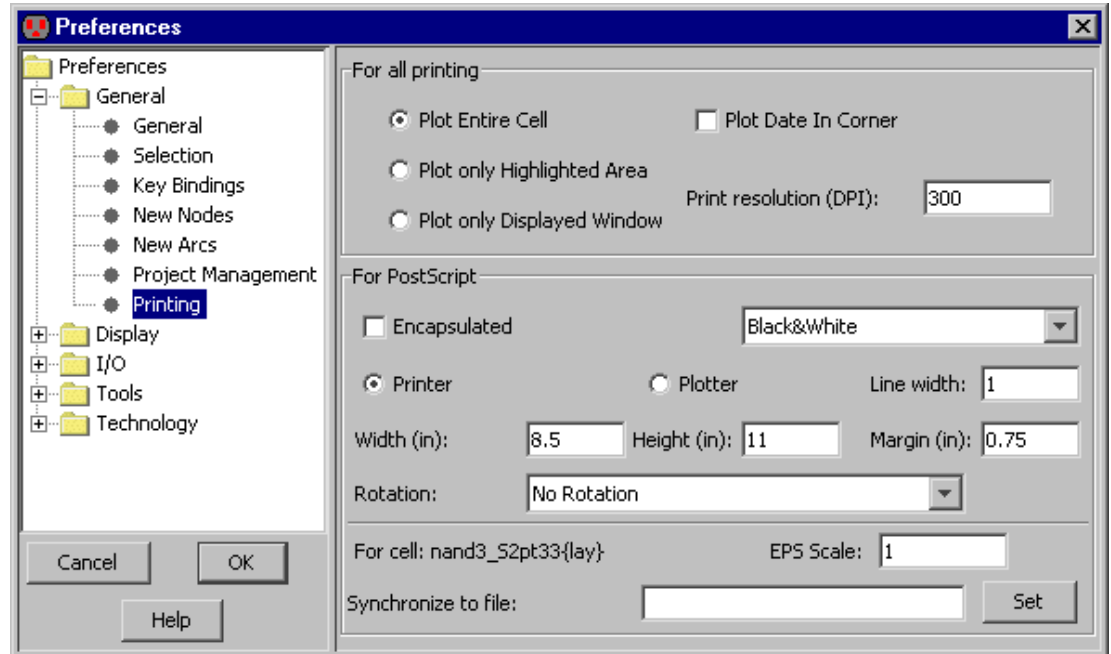 Preferences
Preferences
General
General
Selection
Key Bindings
New Nodes
New Arcs
Project Management
Printing
Display
I/O
Tools
Technology
Cancel
OK
Help
For all printing
Plot Entire Cell
Plot Date In Corner
Plot only Highlighted Area
Print resolution (DPI): 300
Plot only Displayed Window
For PostScript
Encapsulated
Black&White
Printer
Plotter
Line width: 1
Width (in): 8.5
Height (in): 11
Margin (in): 0.75
Rotation: No Rotation
For cell: nand3_S2pt33{lay}
EPS Scale: 1
Synchronize to file:
Set